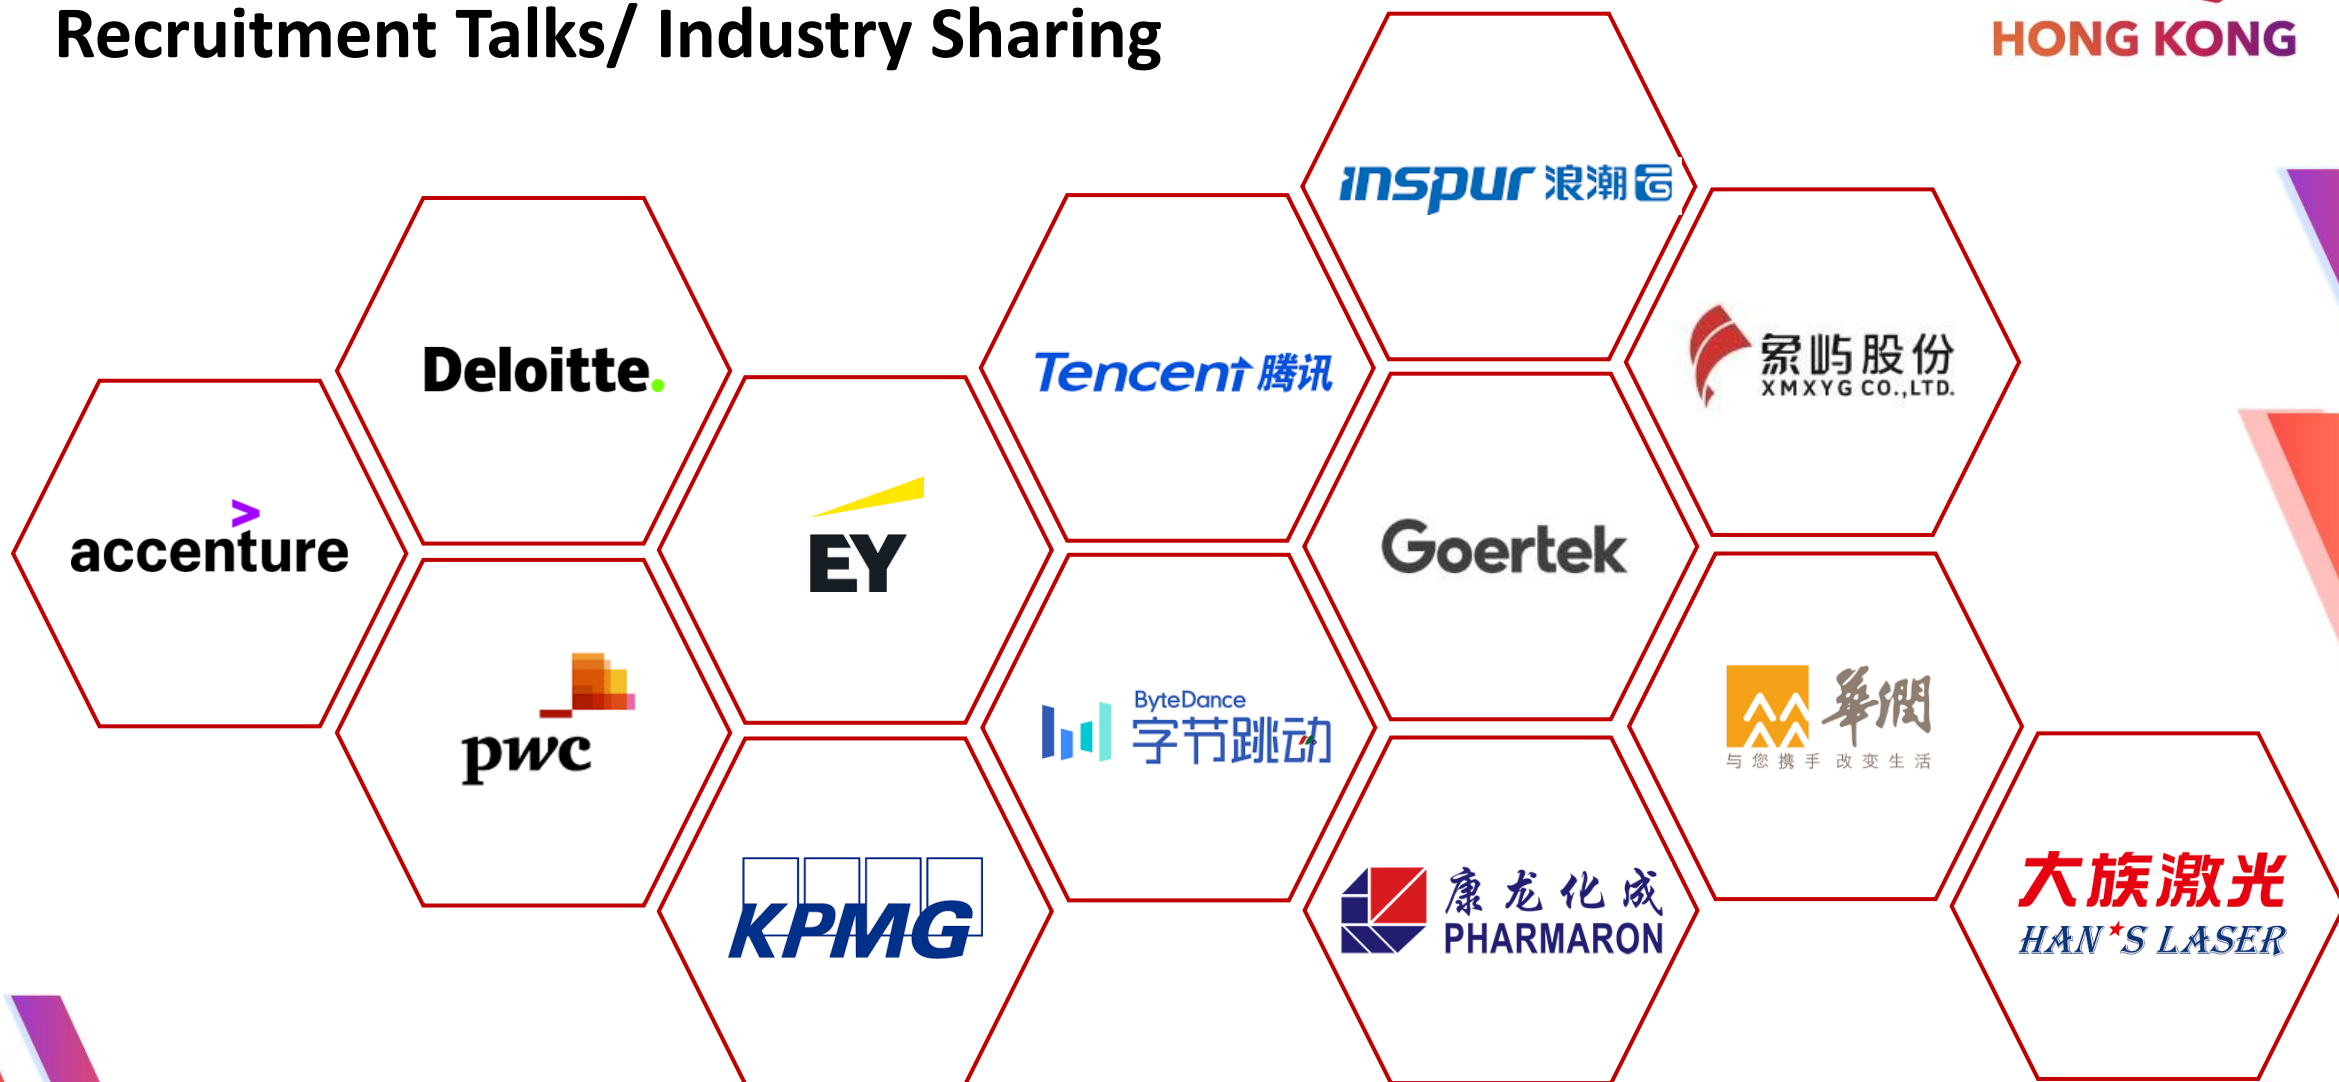 Recruitment Talks/ Industry Sharing
HONG KONG
inspur 浪潮云
Deloitte.
Tencent 腾讯
象屿股份
XMXYG CO.,LTD.
accenture
EY
Goertek
pwc
ByteDance
字节跳动
華潤
与您携手 改变生活
KPMG
康龙化成
PHARMARON
大族激光
HAN*S LASER